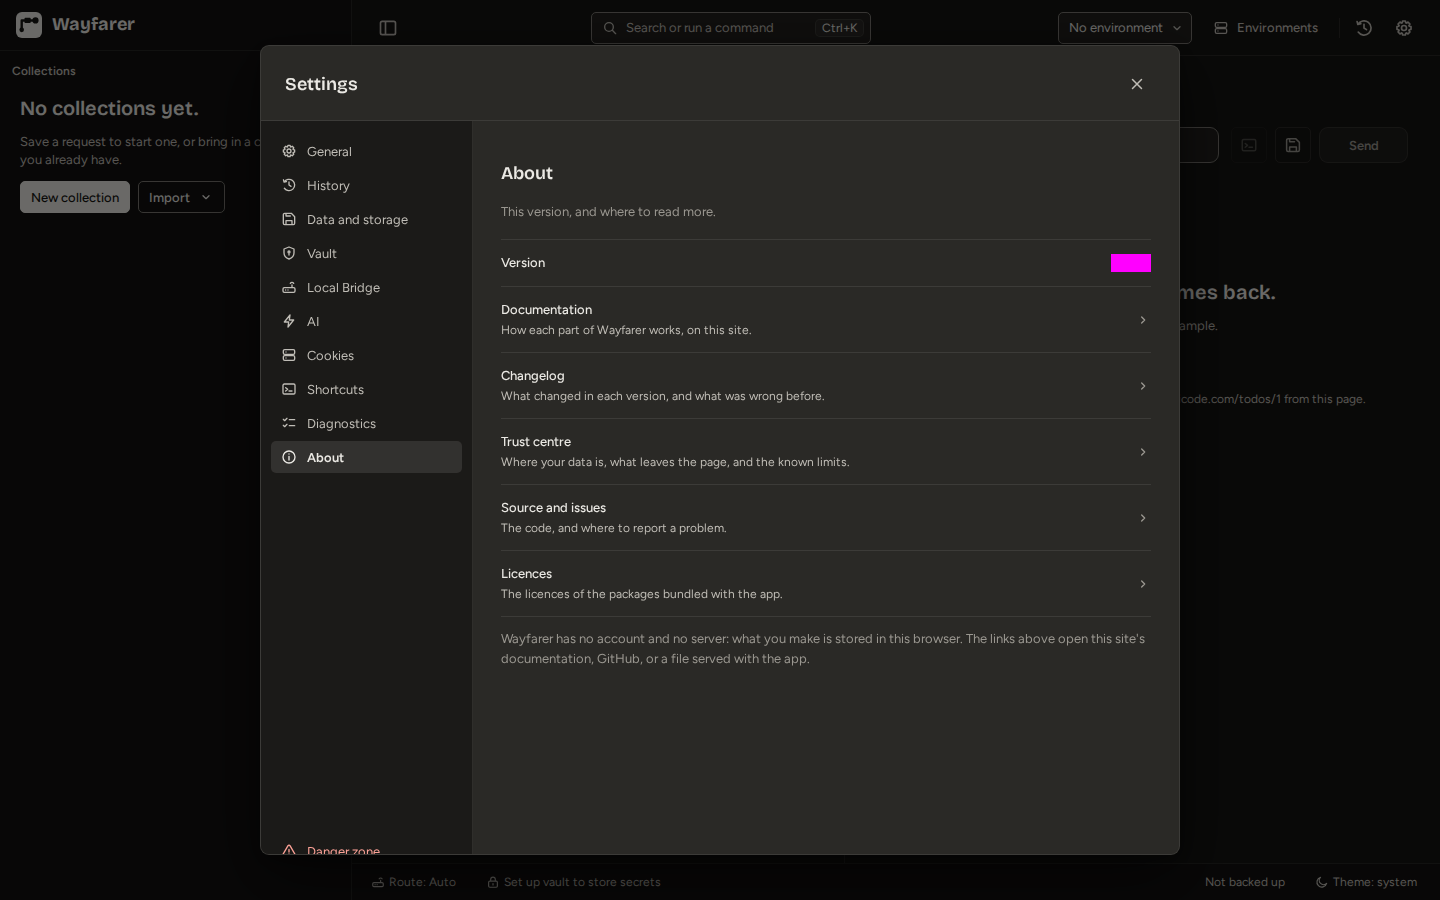 Wayfarer
Search or run a command
Ctrl+K
No environment
Environments
Collections
No collections yet.
Save a request to start one, or bring in a c
you already have.
New collection
Import
Send
mes back.
ample.
code.com/todos/1 from this page.
Settings
General
History
Data and storage
Vault
Local Bridge
AI
Cookies
Shortcuts
Diagnostics
About
Danger zone
About
This version, and where to read more.
Version
Documentation
How each part of Wayfarer works, on this site.
Changelog
What changed in each version, and what was wrong before.
Trust centre
Where your data is, what leaves the page, and the known limits.
Source and issues
The code, and where to report a problem.
Licences
The licences of the packages bundled with the app.
Wayfarer has no account and no server: what you make is stored in this browser. The links above open this site's
documentation, GitHub, or a file served with the app.
Route: Auto
Set up vault to store secrets
Not backed up
Theme: system